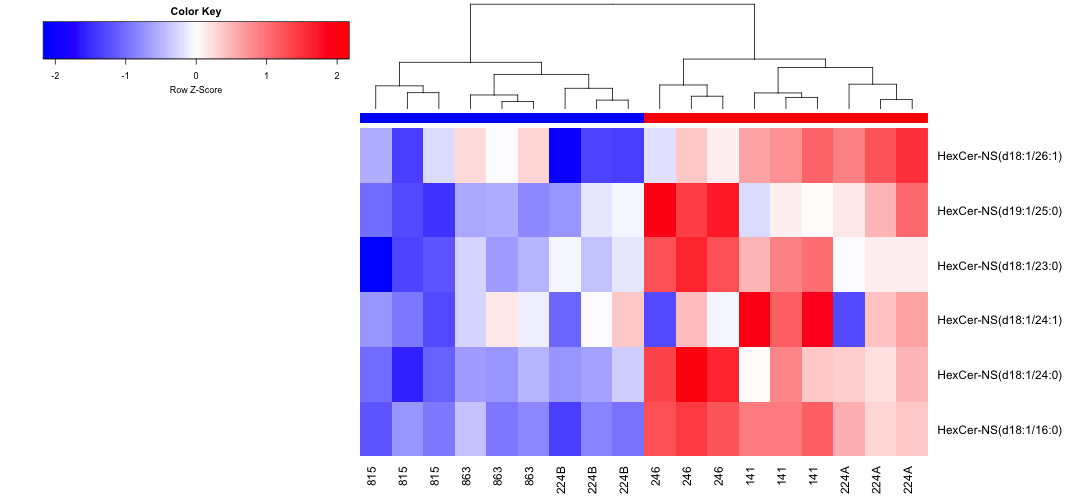 Color Key
-2 -1 0 1 2
Row Z-Score
HexCer-NS(d18:1/26:1)
HexCer-NS(d19:1/25:0)
HexCer-NS(d18:1/23:0)
HexCer-NS(d18:1/24:1)
HexCer-NS(d18:1/24:0)
HexCer-NS(d18:1/16:0)
815 815 815 863 863 863 224B 224B 224B 246 246 246 141 141 141 224A 224A 224A